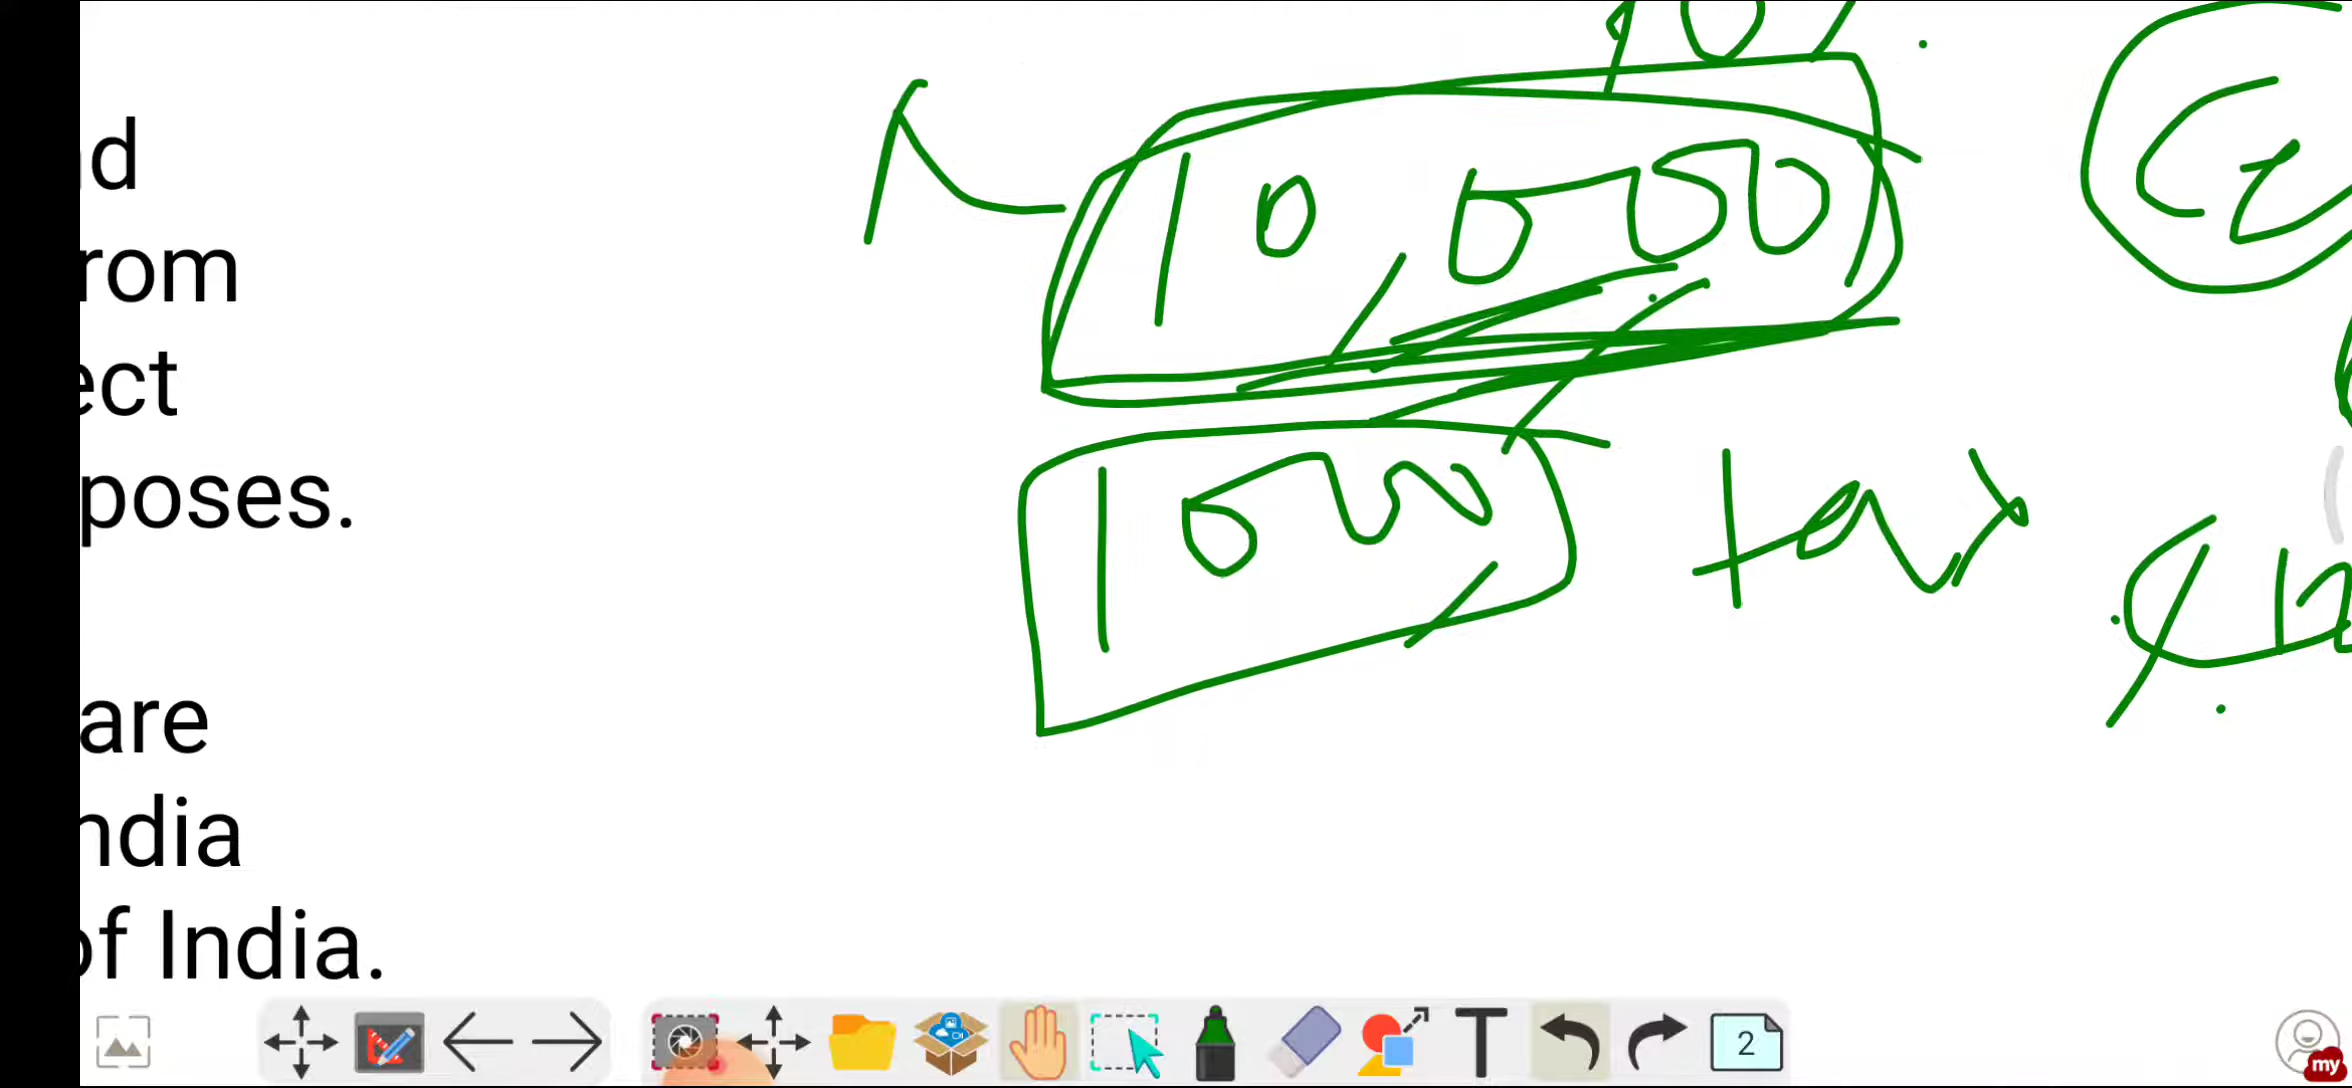 d
rom
10,000
ect
1000 tax
poses.
are
ndia
of India.
2
my